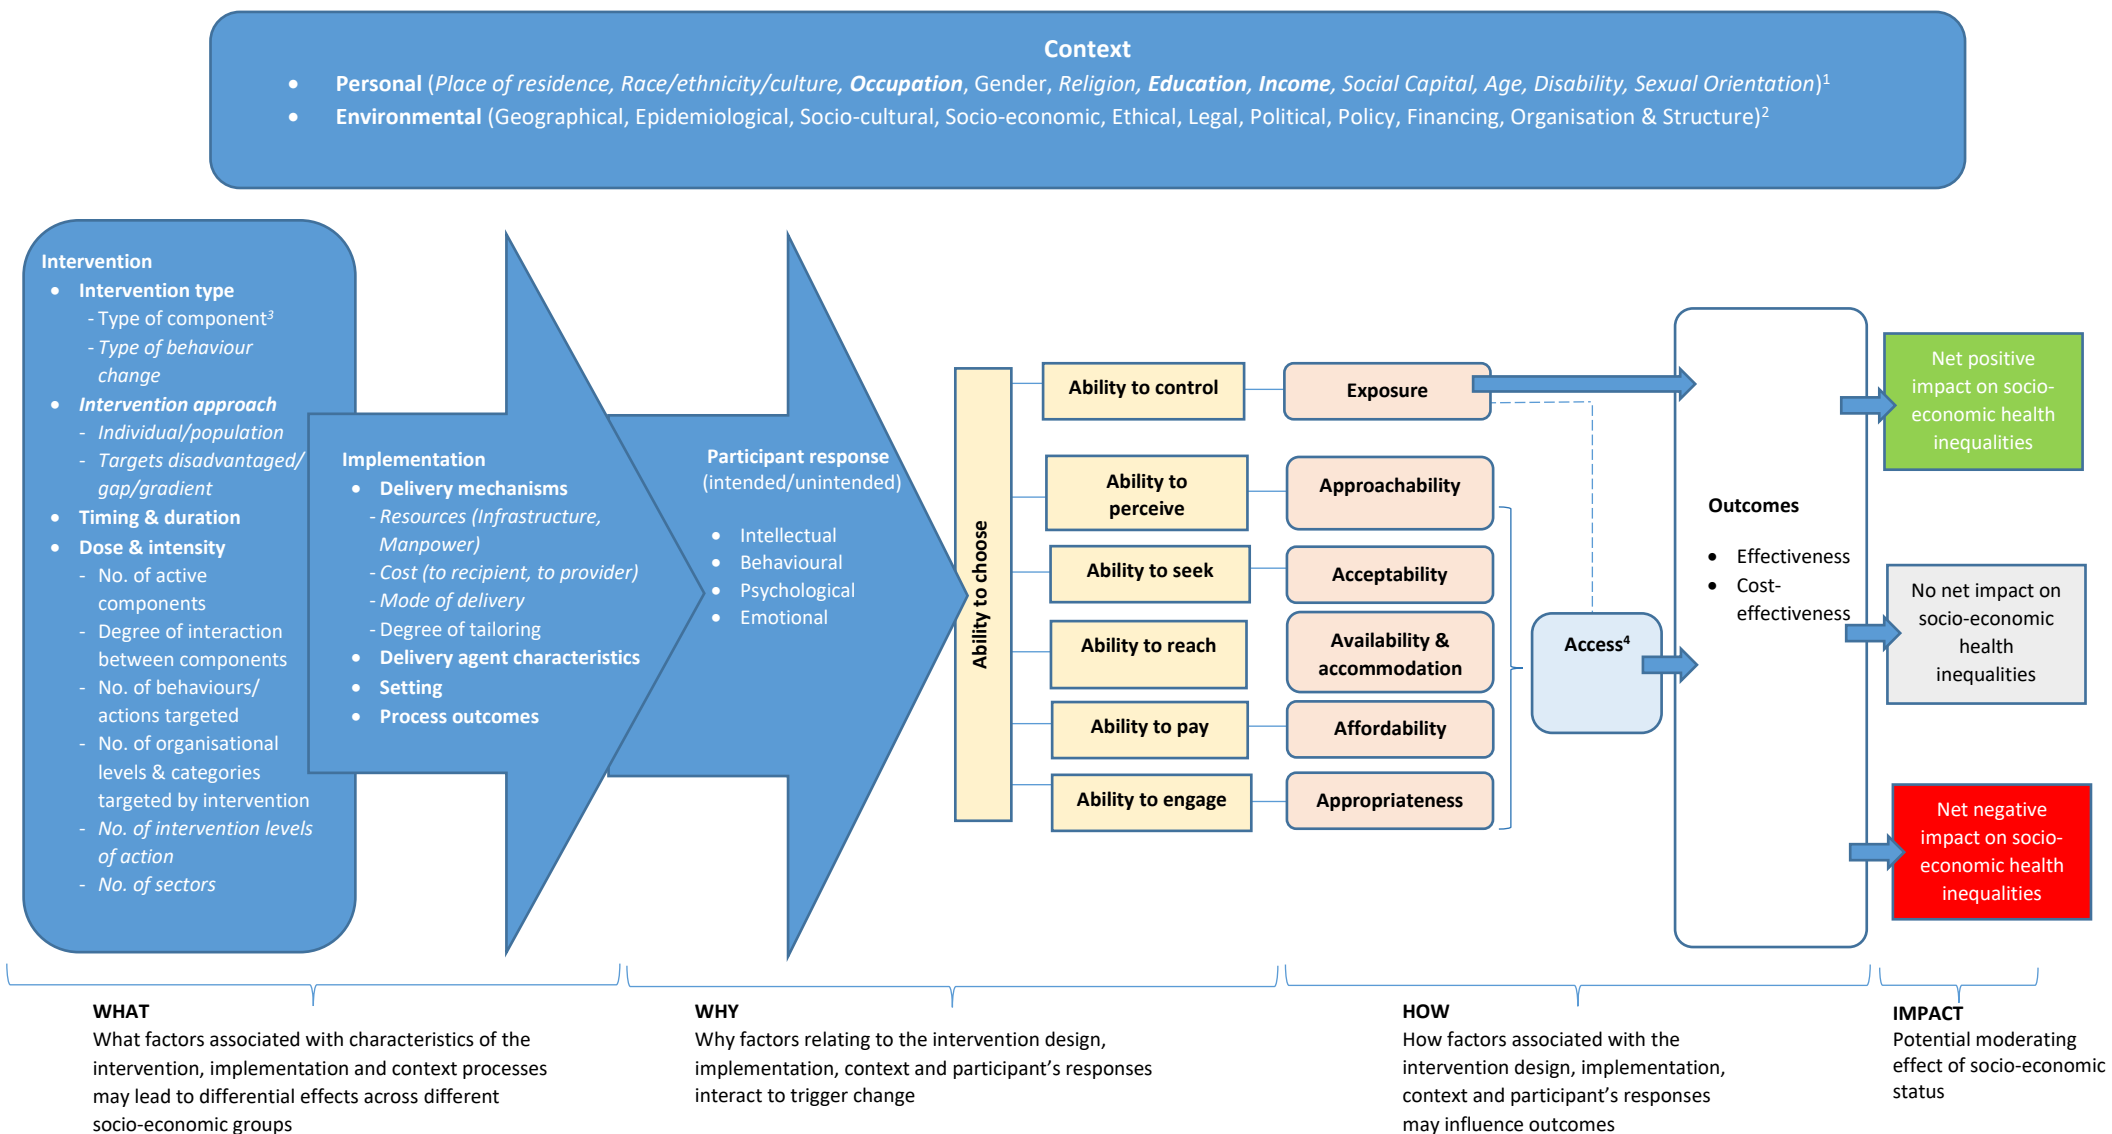 Context
• Personal (Place of residence, Race/ethnicity/culture, Occupation, Gender, Religion, Education, Income, Social Capital, Age, Disability, Sexual Orientation)1
• Environmental (Geographical, Epidemiological, Socio-cultural, Socio-economic, Ethical, Legal, Political, Policy, Financing, Organisation & Structure)2
Intervention
• Intervention type
- Type of component3
- Type of behaviour
change
• Intervention approach
- Individual/population
- Targets disadvantaged/
gap/gradient
• Timing & duration
• Dose & intensity
- No. of active
components
- Degree of interaction
between components
- No. of behaviours/
actions targeted
- No. of organisational
levels & categories
targeted by intervention
- No. of intervention levels
of action
- No. of sectors
Implementation
• Delivery mechanisms
- Resources (Infrastructure,
Manpower)
- Cost (to recipient, to provider)
- Mode of delivery
- Degree of tailoring
• Delivery agent characteristics
• Setting
• Process outcomes
Participant response
(intended/unintended)
• Intellectual
• Behavioural
• Psychological
• Emotional
Ability to choose
Ability to control
Exposure
Ability to
perceive
Approachability
Ability to seek
Acceptability
Ability to reach
Availability &
accommodation
Ability to pay
Affordability
Ability to engage
Appropriateness
Access4
Outcomes
• Effectiveness
• Cost-
effectiveness
Net positive
impact on socio-
economic health
inequalities
No net impact on
socio-economic
health
inequalities
Net negative
impact on socio-
economic health
inequalities
WHAT
What factors associated with characteristics of the
intervention, implementation and context processes
may lead to differential effects across different
socio-economic groups
WHY
Why factors relating to the intervention design,
implementation, context and participant's responses
interact to trigger change
HOW
How factors associated with the
intervention design, implementation,
context and participant's responses
may influence outcomes
IMPACT
Potential moderating
effect of socio-economic
status